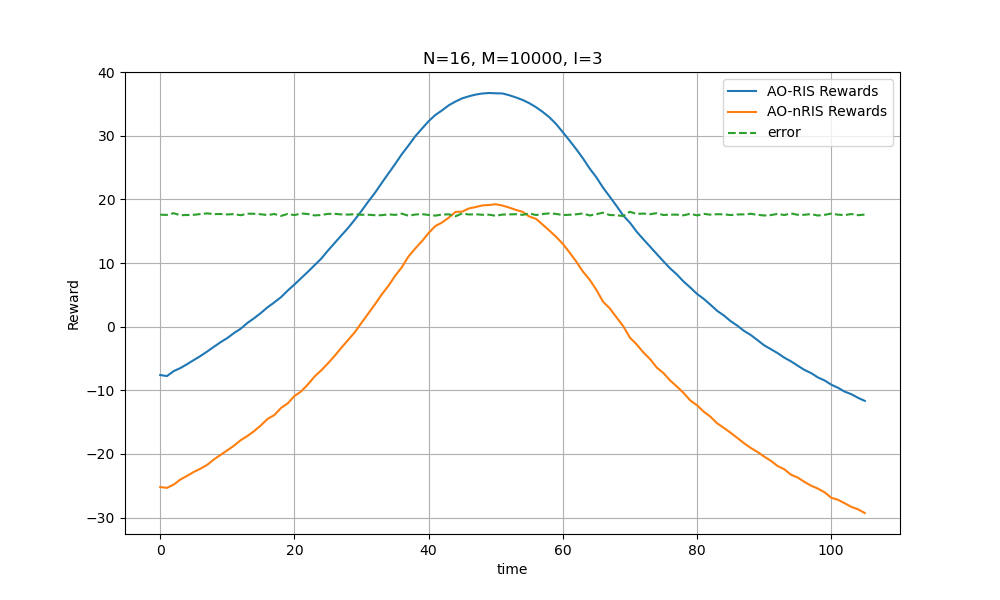 N=16, M=10000, I=3
40
30
20
10
0
−10
−20
−30
Reward
AO-RIS Rewards
AO-nRIS Rewards
error
0 20 40 60 80 100
time